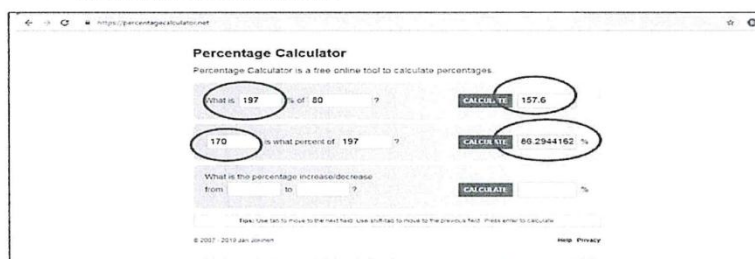 https://percentagecalculator.net
Percentage Calculator
Percentage Calculator is a free online tool to calculate percentages.
What is 197 % of 80 ? CALCULATE 157.6
170 is what percent of 197 ? CALCULATE 86.2944162 %
What is the percentage increase/decrease
from to ? CALCULATE %
Tips: Use tab to move to the next field. Use shift-tab to move to the previous field. Press enter to calculate.
© 2007 - 2019 Jan
Help Privacy